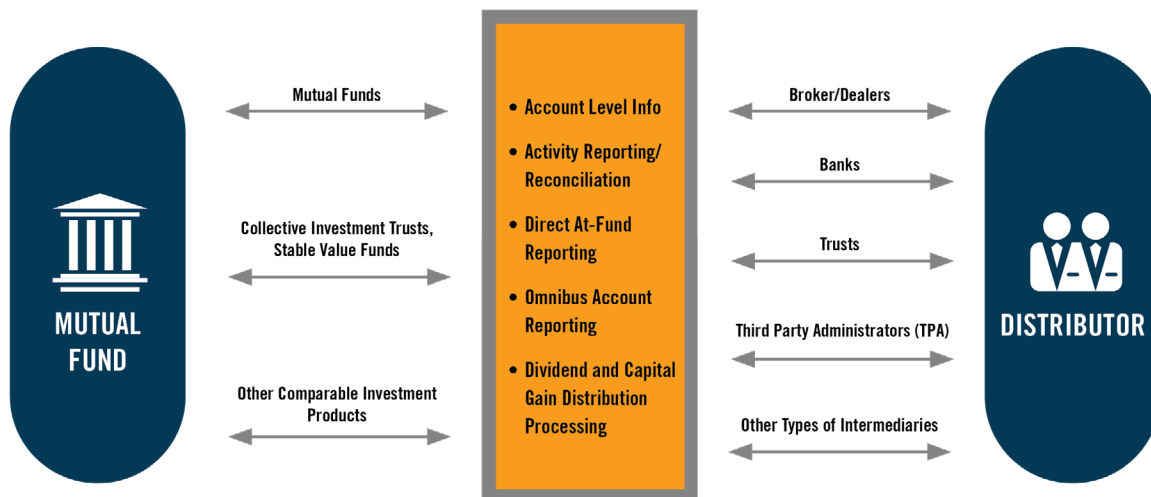 MUTUAL
FUND
Mutual Funds
Collective Investment Trusts,
Stable Value Funds
Other Comparable Investment
Products
• Account Level Info
• Activity Reporting/
Reconciliation
• Direct At-Fund
Reporting
• Omnibus Account
Reporting
• Dividend and Capital
Gain Distribution
Processing
Broker/Dealers
Banks
Trusts
Third Party Administrators (TPA)
Other Types of Intermediaries
DISTRIBUTOR